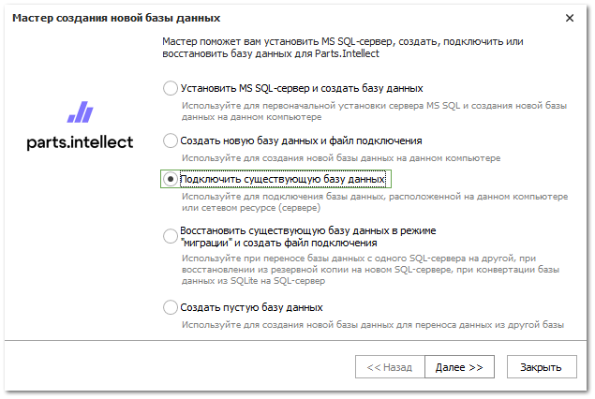 Мастер создания новой базы данных
Мастер поможет вам установить MS SQL-сервер, создать, подключить или
восстановить базу данных для Parts.Intellect
parts.intellect
Установить MS SQL-сервер и создать базу данных
Используйте для первоначальной установки сервера MS SQL и создания новой базы
данных на данном компьютере
Создать новую базу данных и файл подключения
Используйте для создания новой базы данных на данном компьютере
Подключить существующую базу данных
Используйте для подключения базы данных, расположенной на данном компьютере
или сетевом ресурсе (сервере)
Восстановить существующую базу данных в режиме
"миграции" и создать файл подключения
Используйте при переносе базы данных с одного SQL-сервера на другой, при
восстановлении из резервной копии на новом SQL-сервере, при конвертации базы
данных из SQLite на SQL-сервер
Создать пустую базу данных
Используйте для создания новой базы данных для переноса данных из другой базы
<< Назад
Далее >>
Закрыть